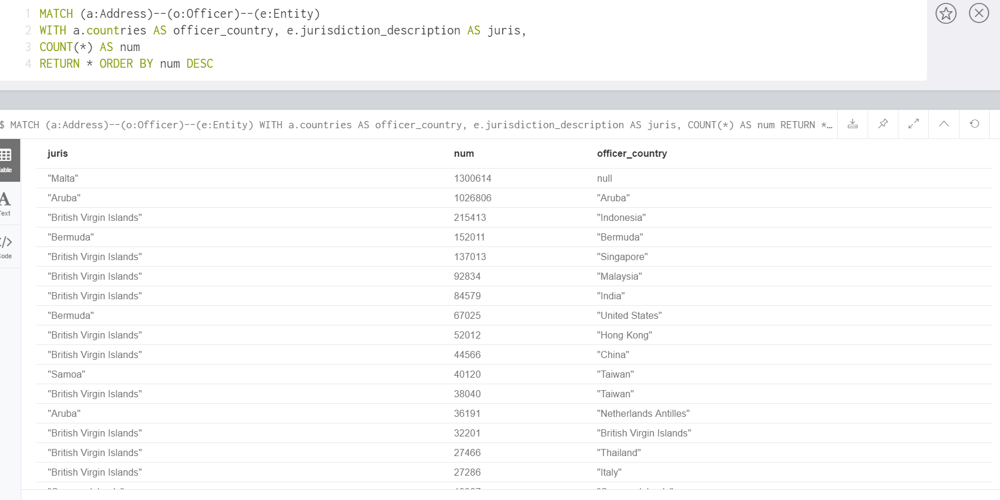 1 MATCH (a:Address)--(o:Officer)--(e:Entity)
2 WITH a.countries AS officer_country, e.jurisdiction_description AS juris,
3 COUNT(*) AS num
4 RETURN * ORDER BY num DESC
$ MATCH (a:Address)--(o:Officer)--(e:Entity) WITH a.countries AS officer_country, e.jurisdiction_description AS juris, COUNT(*) AS num RETURN *…
able
A
Text
</>
Code
juris num officer_country
"Malta" 1300614 null
"Aruba" 1026806 "Aruba"
"British Virgin Islands" 215413 "Indonesia"
"Bermuda" 152011 "Bermuda"
"British Virgin Islands" 137013 "Singapore"
"British Virgin Islands" 92834 "Malaysia"
"British Virgin Islands" 84579 "India"
"Bermuda" 67025 "United States"
"British Virgin Islands" 52012 "Hong Kong"
"British Virgin Islands" 44566 "China"
"Samoa" 40120 "Taiwan"
"British Virgin Islands" 38040 "Taiwan"
"Aruba" 36191 "Netherlands Antilles"
"British Virgin Islands" 32201 "British Virgin Islands"
"British Virgin Islands" 27466 "Thailand"
"British Virgin Islands" 27286 "Italy"